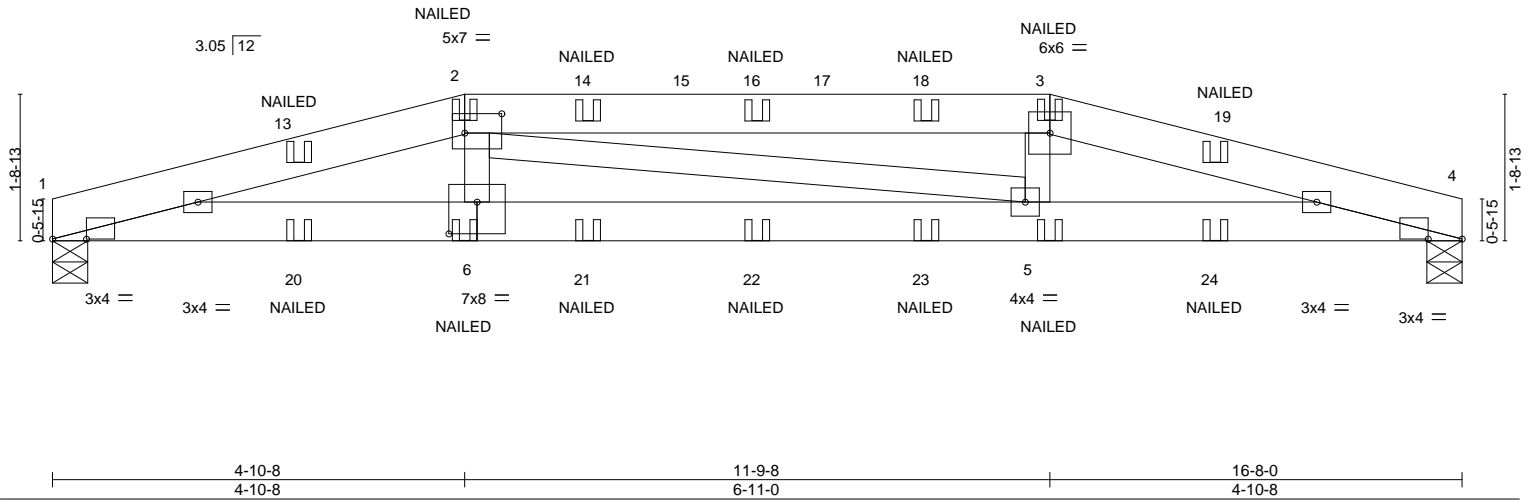 NAILED
5x7 =
3.05 12
NAILED
6x6 =
NAILED
NAILED
NAILED
2
14
15
16
17
18
3
NAILED
13
NAILED
19
1-8-13
1
0-5-15
4
0-5-15
1-8-13
3x4 =
3x4 =
20
NAILED
6
7x8 =
NAILED
21
NAILED
22
NAILED
23
NAILED
5
4x4 =
NAILED
24
NAILED
3x4 =
3x4 =
4-10-8
11-9-8
16-8-0
4-10-8
6-11-0
4-10-8